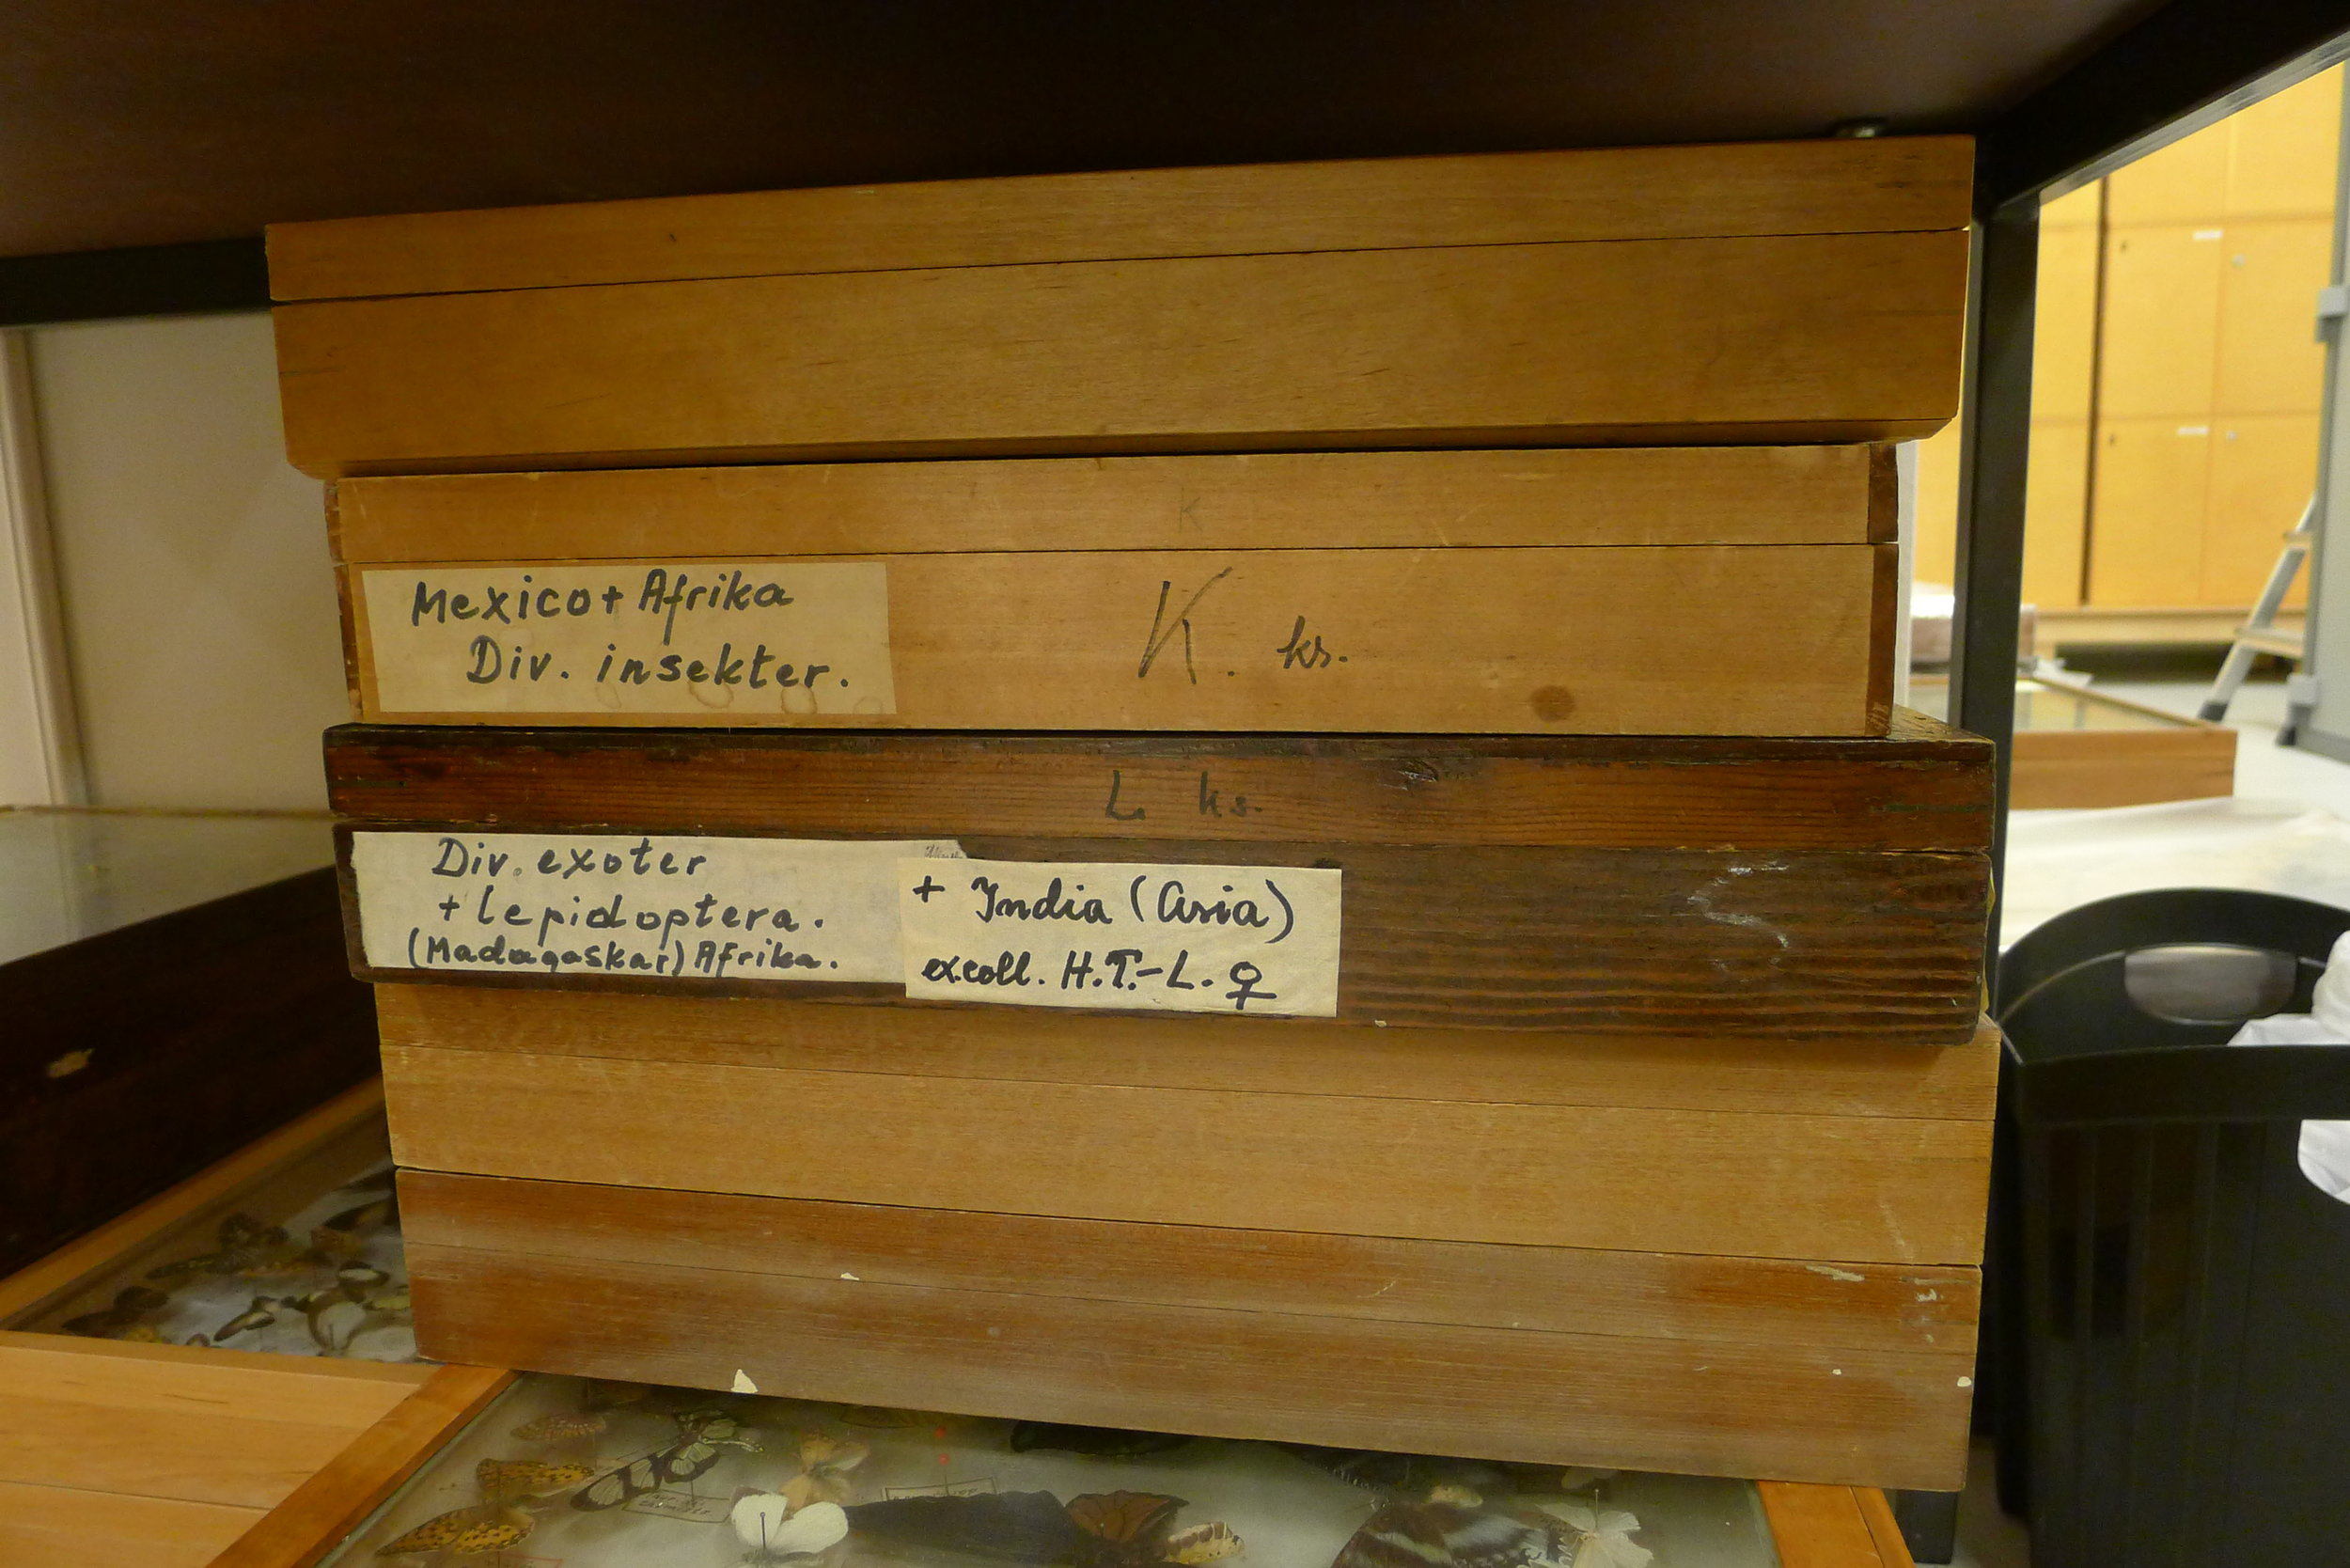 K
Mexico + Afrika
Div. insekter.
K. ks.
L ks.
Div. exoter
+ lepidoptera.
(Madagaskar) Afrika.
+ India (Asia)
ex coll. H.T.-L. ♀
S